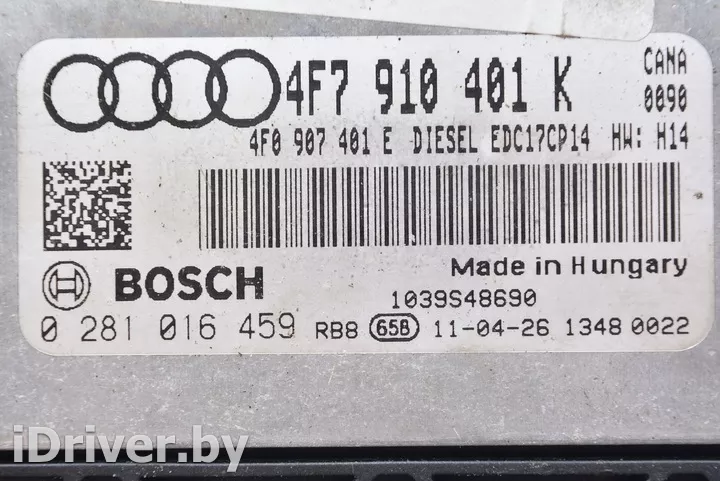 4F7 910 401 K
CANA
0090
4F0 907 401 E DIESEL EDC17CP14 HW: H14
BOSCH
Made in Hungary
1039S48690
0 281 016 459 RB8 65B 11-04-26 1348 0022
iDriver.by